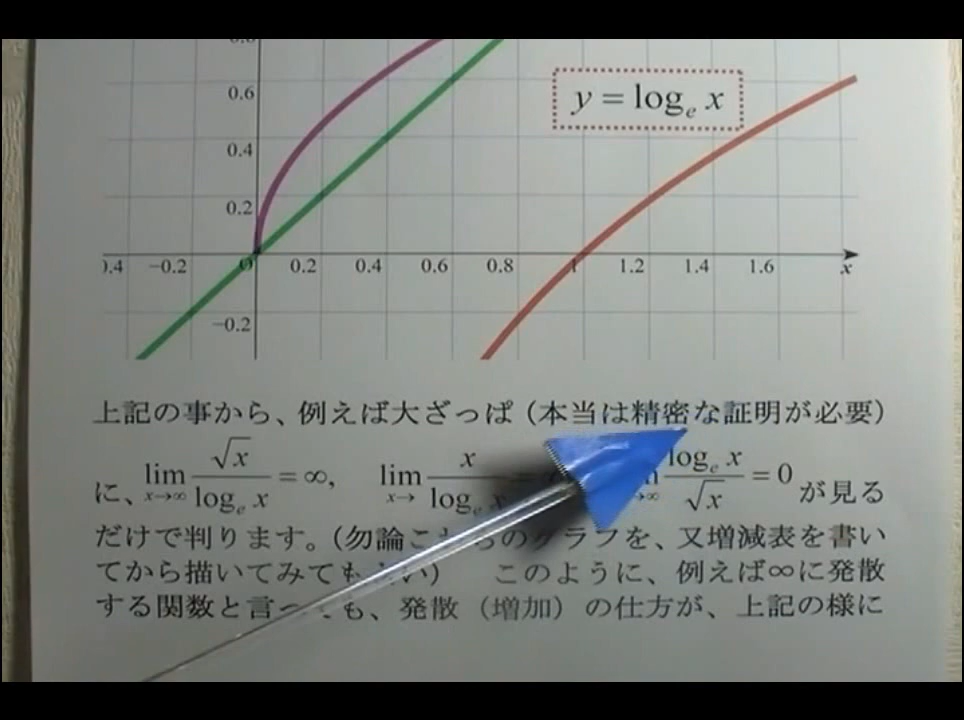 0.6
y = logₑ x
0.4
0.2
0.4 −0.2 O 0.2 0.4 0.6 0.8 1 1.2 1.4 1.6 x
−0.2
上記の事から、例えば大ざっぱ（本当は精密な証明が必要）
に、lim x→∞ √x / logₑ x = ∞, lim x→ x / logₑ x = logₑ x / √x = 0 が見る
だけで判ります。（勿論こ らのグラフを、又増減表を書い
てから描いてみても い） このように、例えば∞に発散
する関数と言っても、発散（増加）の仕方が、上記の様に